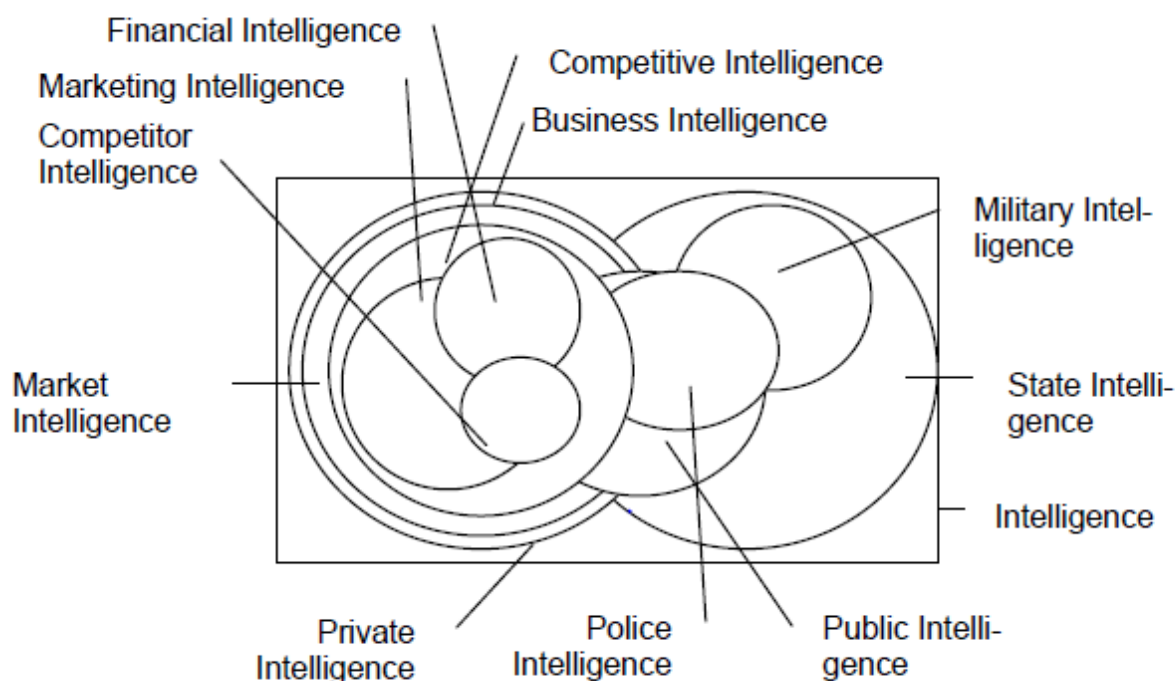 Financial Intelligence
Competitive Intelligence
Marketing Intelligence
Business Intelligence
Competitor
Intelligence
Military Intel-
ligence
Market
Intelligence
State Intelli-
gence
Intelligence
Private
Intelligence
Police
Intelligence
Public Intelli-
gence